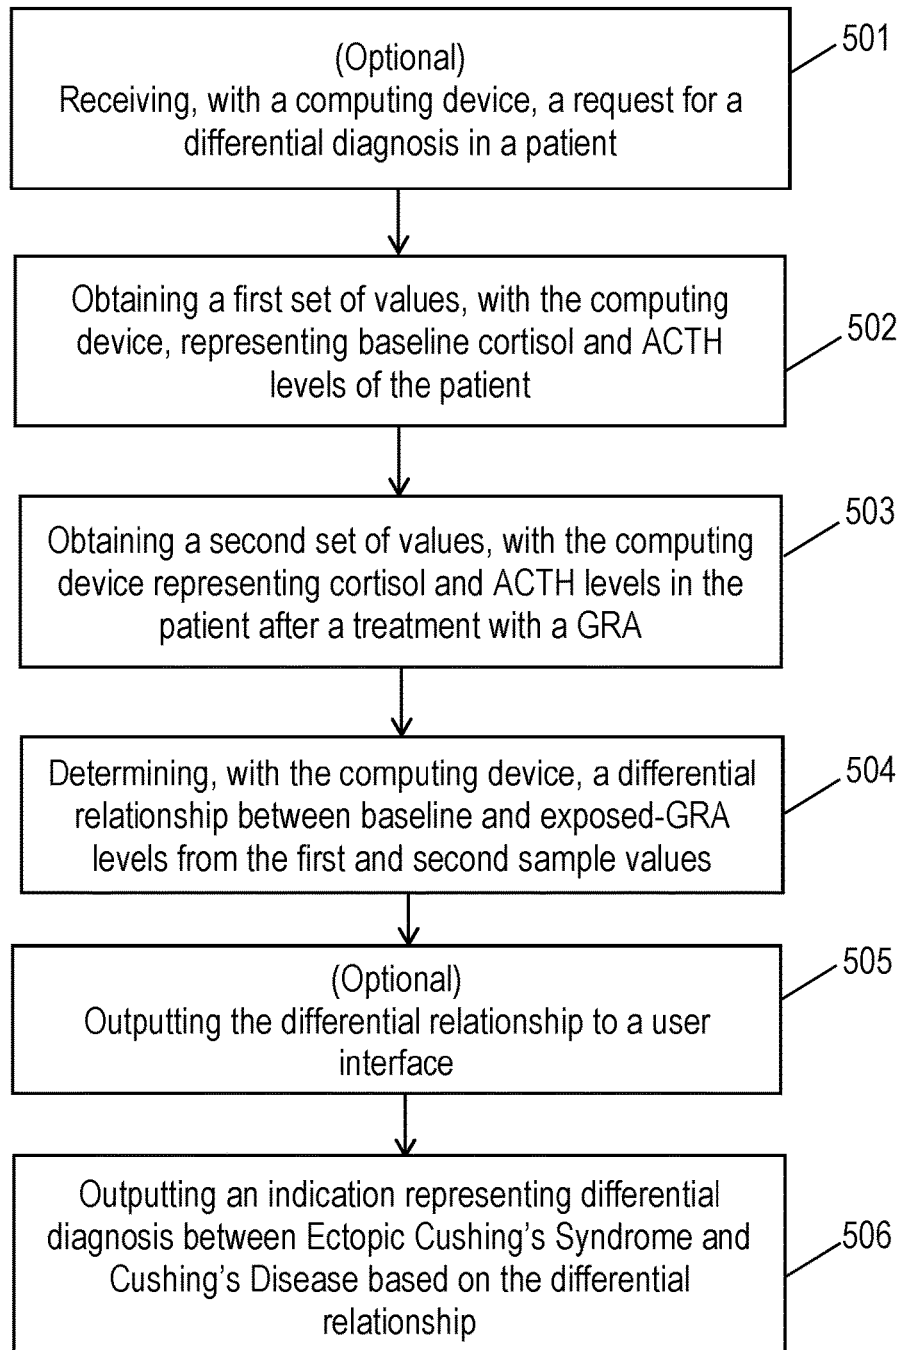 (Optional)
Receiving, with a computing device, a request for a
differential diagnosis in a patient
501
Obtaining a first set of values, with the computing
device, representing baseline cortisol and ACTH
levels of the patient
502
Obtaining a second set of values, with the computing
device representing cortisol and ACTH levels in the
patient after a treatment with a GRA
503
Determining, with the computing device, a differential
relationship between baseline and exposed-GRA
levels from the first and second sample values
504
(Optional)
Outputting the differential relationship to a user
interface
505
Outputting an indication representing differential
diagnosis between Ectopic Cushing's Syndrome and
Cushing's Disease based on the differential
relationship
506